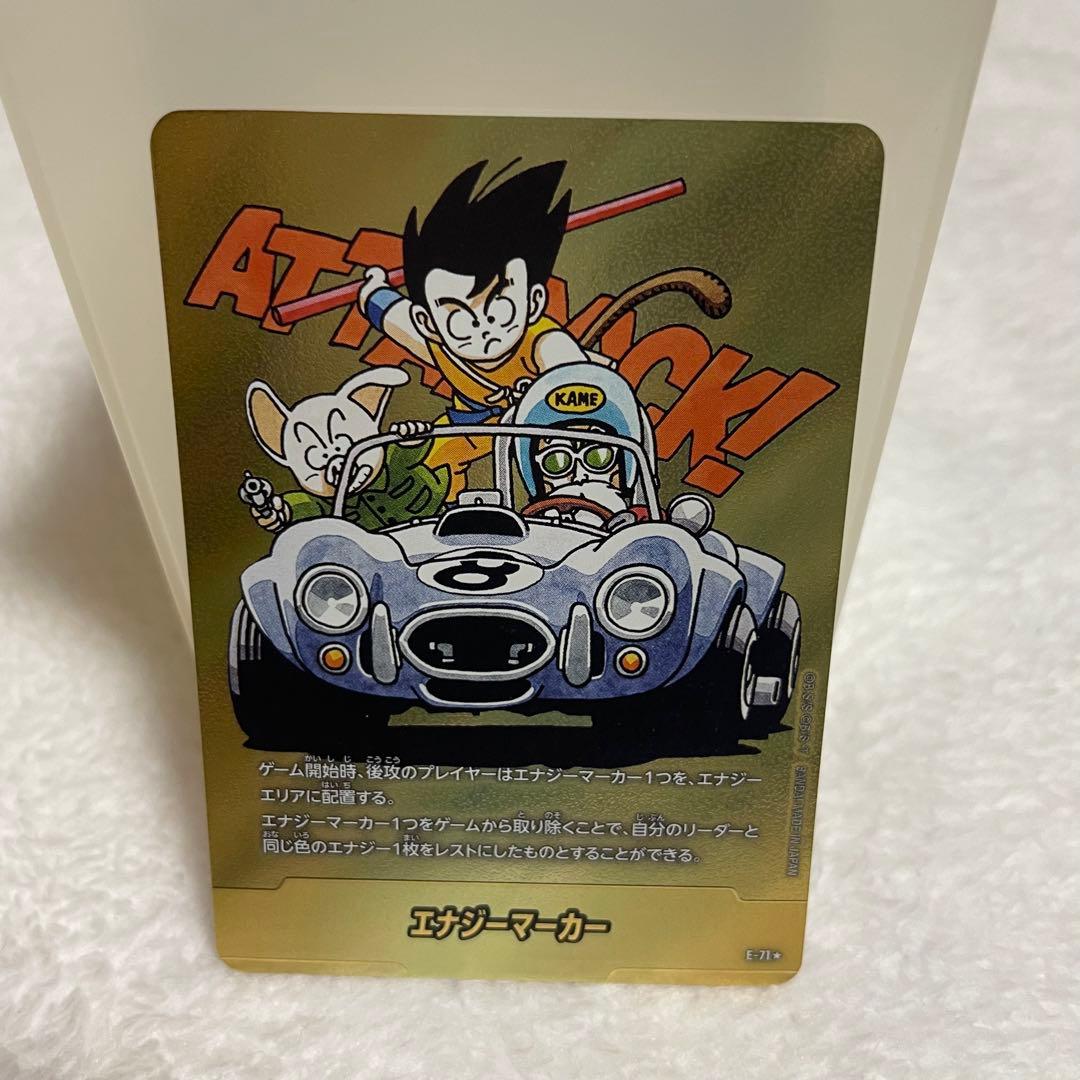 ATTACK!
KAME
8
ゲーム開始時、後攻のプレイヤーはエナジーマーカー1つを、エナジー
エリアに配置する。
エナジーマーカー1つをゲームから取り除くことで、自分のリーダーと
同じ色のエナジー1枚をレストにしたものとすることができる。
エナジーマーカー
E-71★
BANDAI MADE IN JAPAN